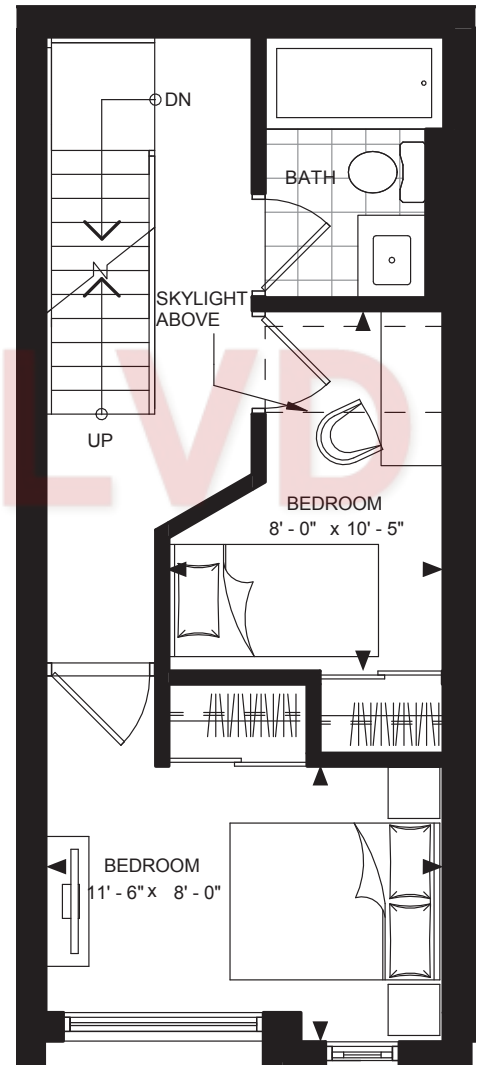 DN
BATH
SKYLIGHT
ABOVE
LVD
UP
BEDROOM
8' - 0" x 10' - 5"
BEDROOM
11' - 6" x 8' - 0"